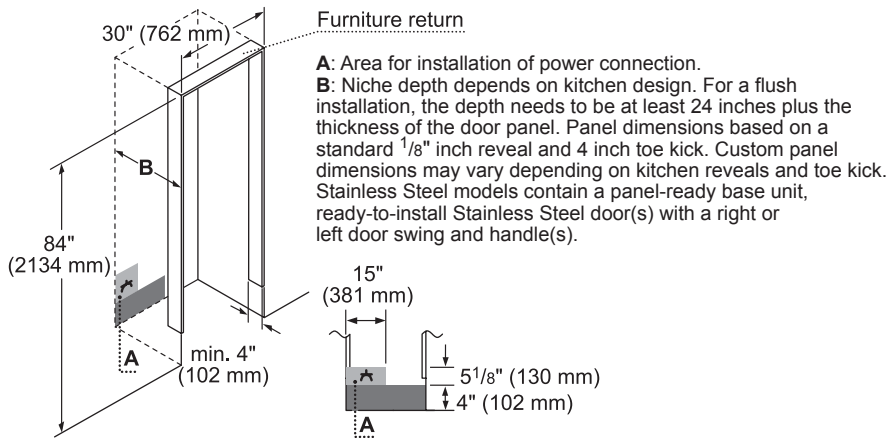 30" (762 mm)
Furniture return
A: Area for installation of power connection.
B: Niche depth depends on kitchen design. For a flush
installation, the depth needs to be at least 24 inches plus the
thickness of the door panel. Panel dimensions based on a
standard 1/8" inch reveal and 4 inch toe kick. Custom panel
dimensions may vary depending on kitchen reveals and toe kick.
Stainless Steel models contain a panel-ready base unit,
ready-to-install Stainless Steel door(s) with a right or
left door swing and handle(s).
B
84"
(2134 mm)
A
min. 4"
(102 mm)
15"
(381 mm)
51/8" (130 mm)
4" (102 mm)
A